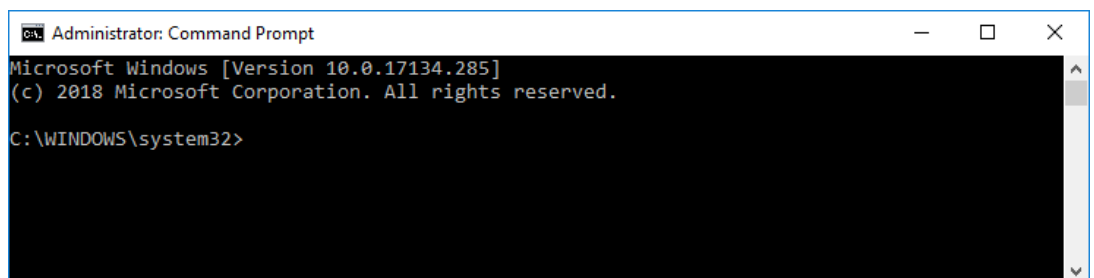 Administrator: Command Prompt
Microsoft Windows [Version 10.0.17134.285]
(c) 2018 Microsoft Corporation. All rights reserved.
C:\WINDOWS\system32>